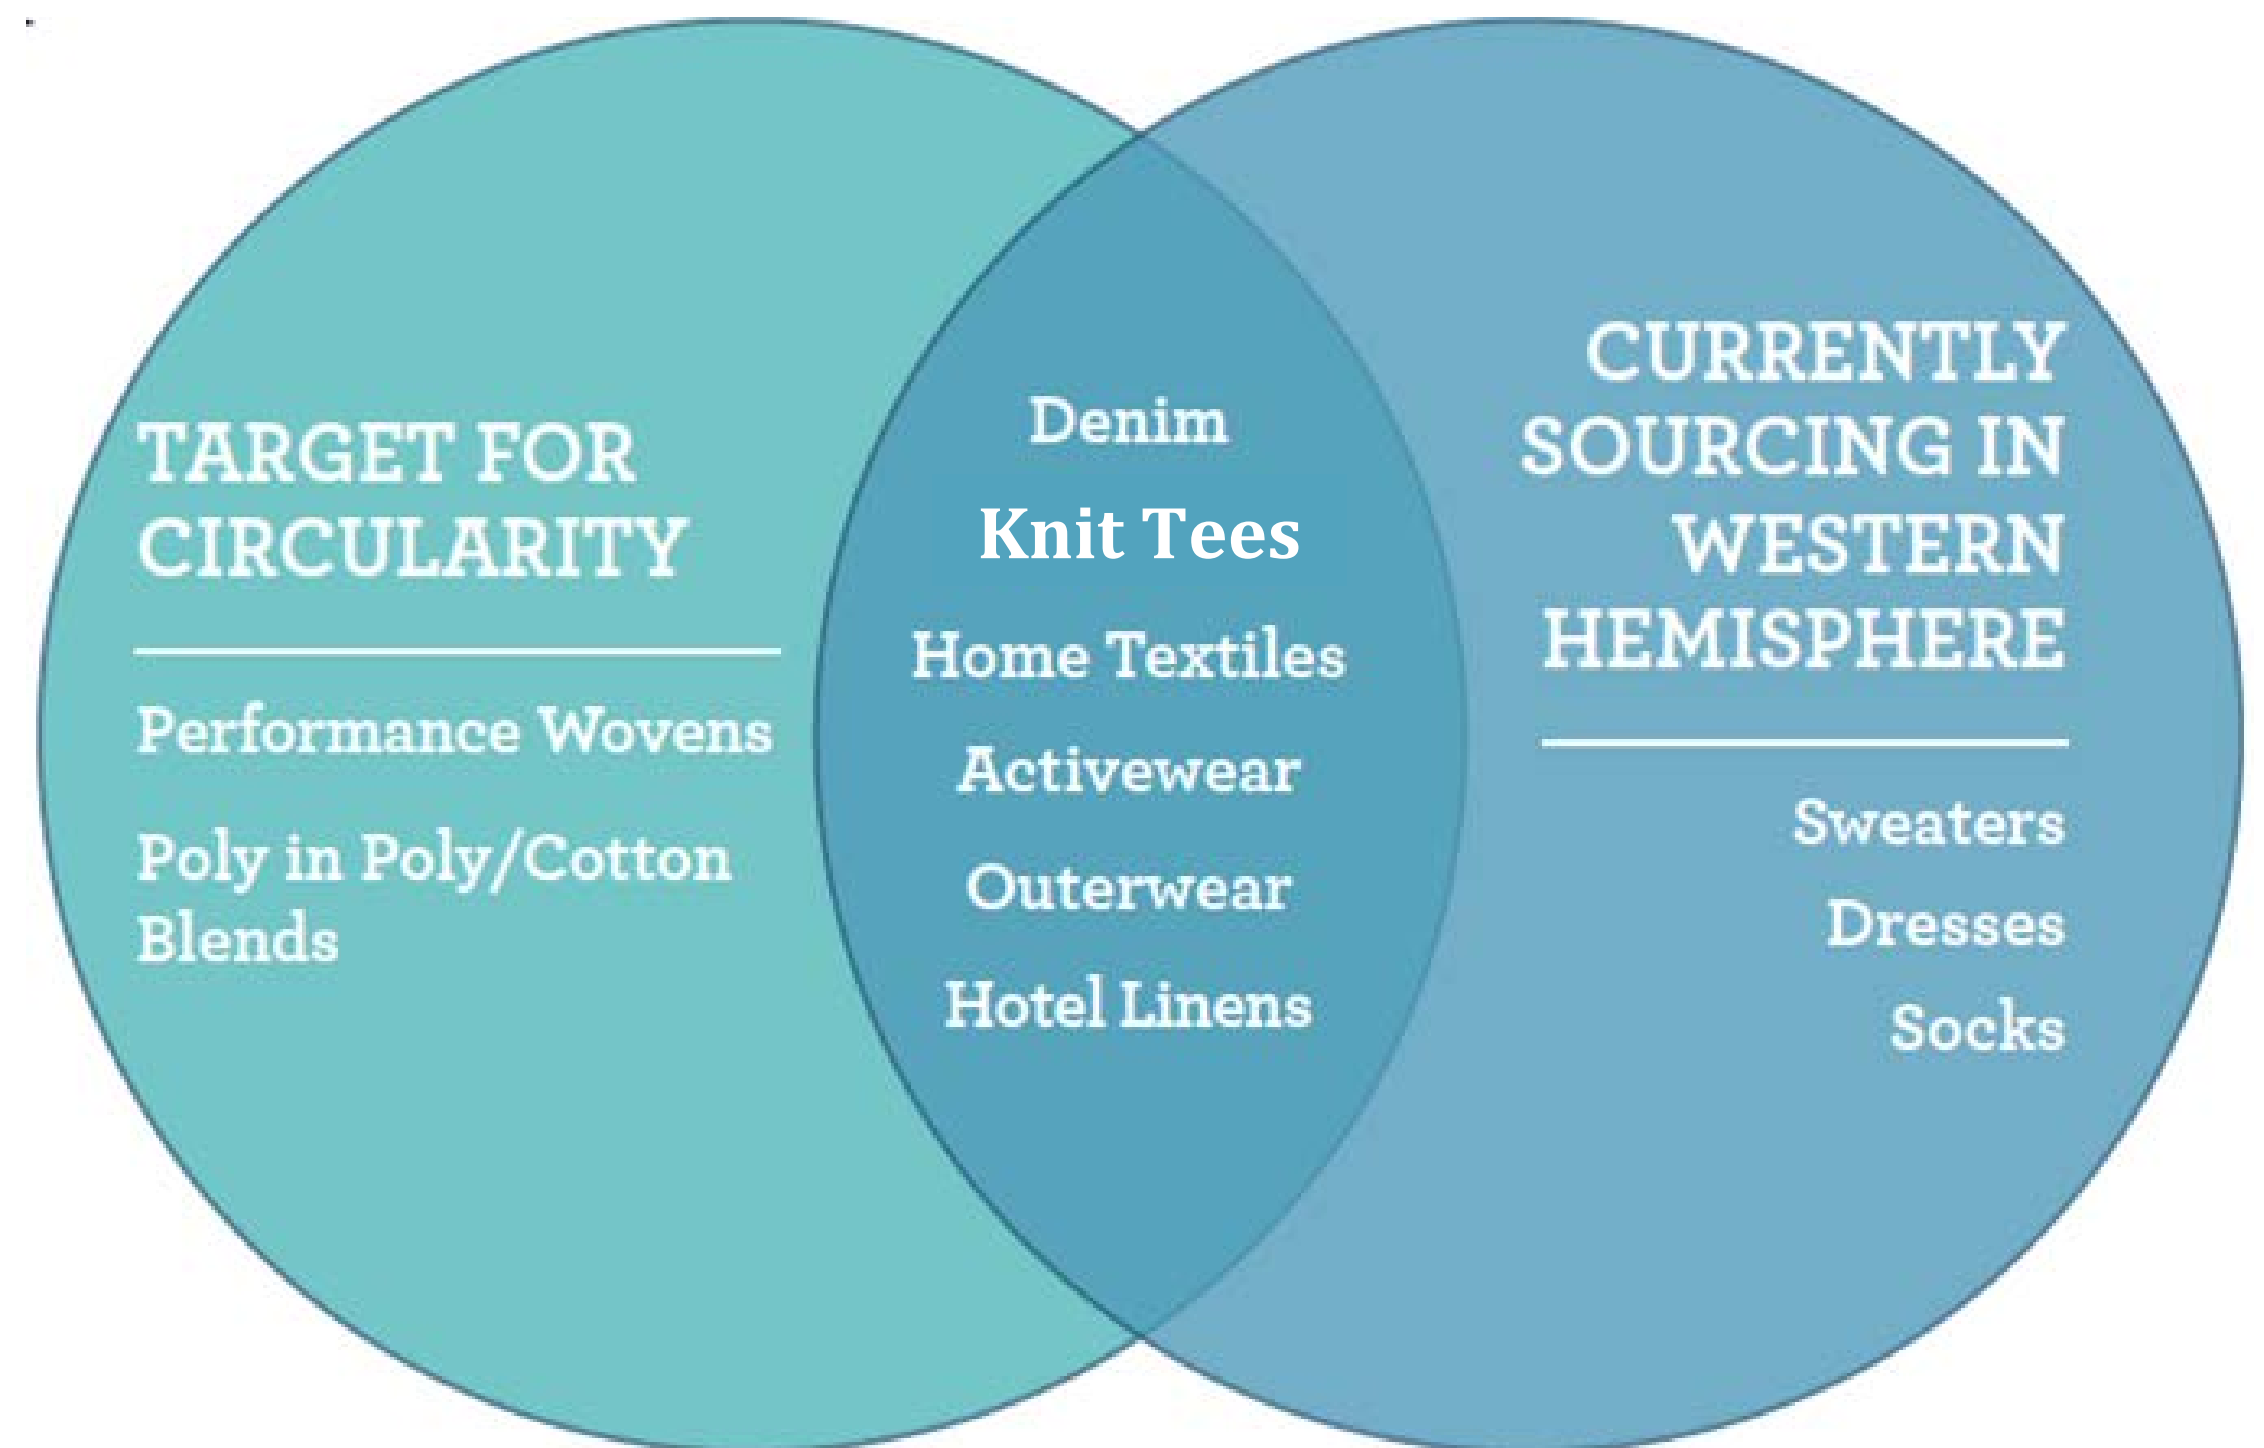 TARGET FOR
CIRCULARITY
Performance Wovens
Poly in Poly/Cotton
Blends
Denim
Knit Tees
Home Textiles
Activewear
Outerwear
Hotel Linens
CURRENTLY
SOURCING IN
WESTERN
HEMISPHERE
Sweaters
Dresses
Socks